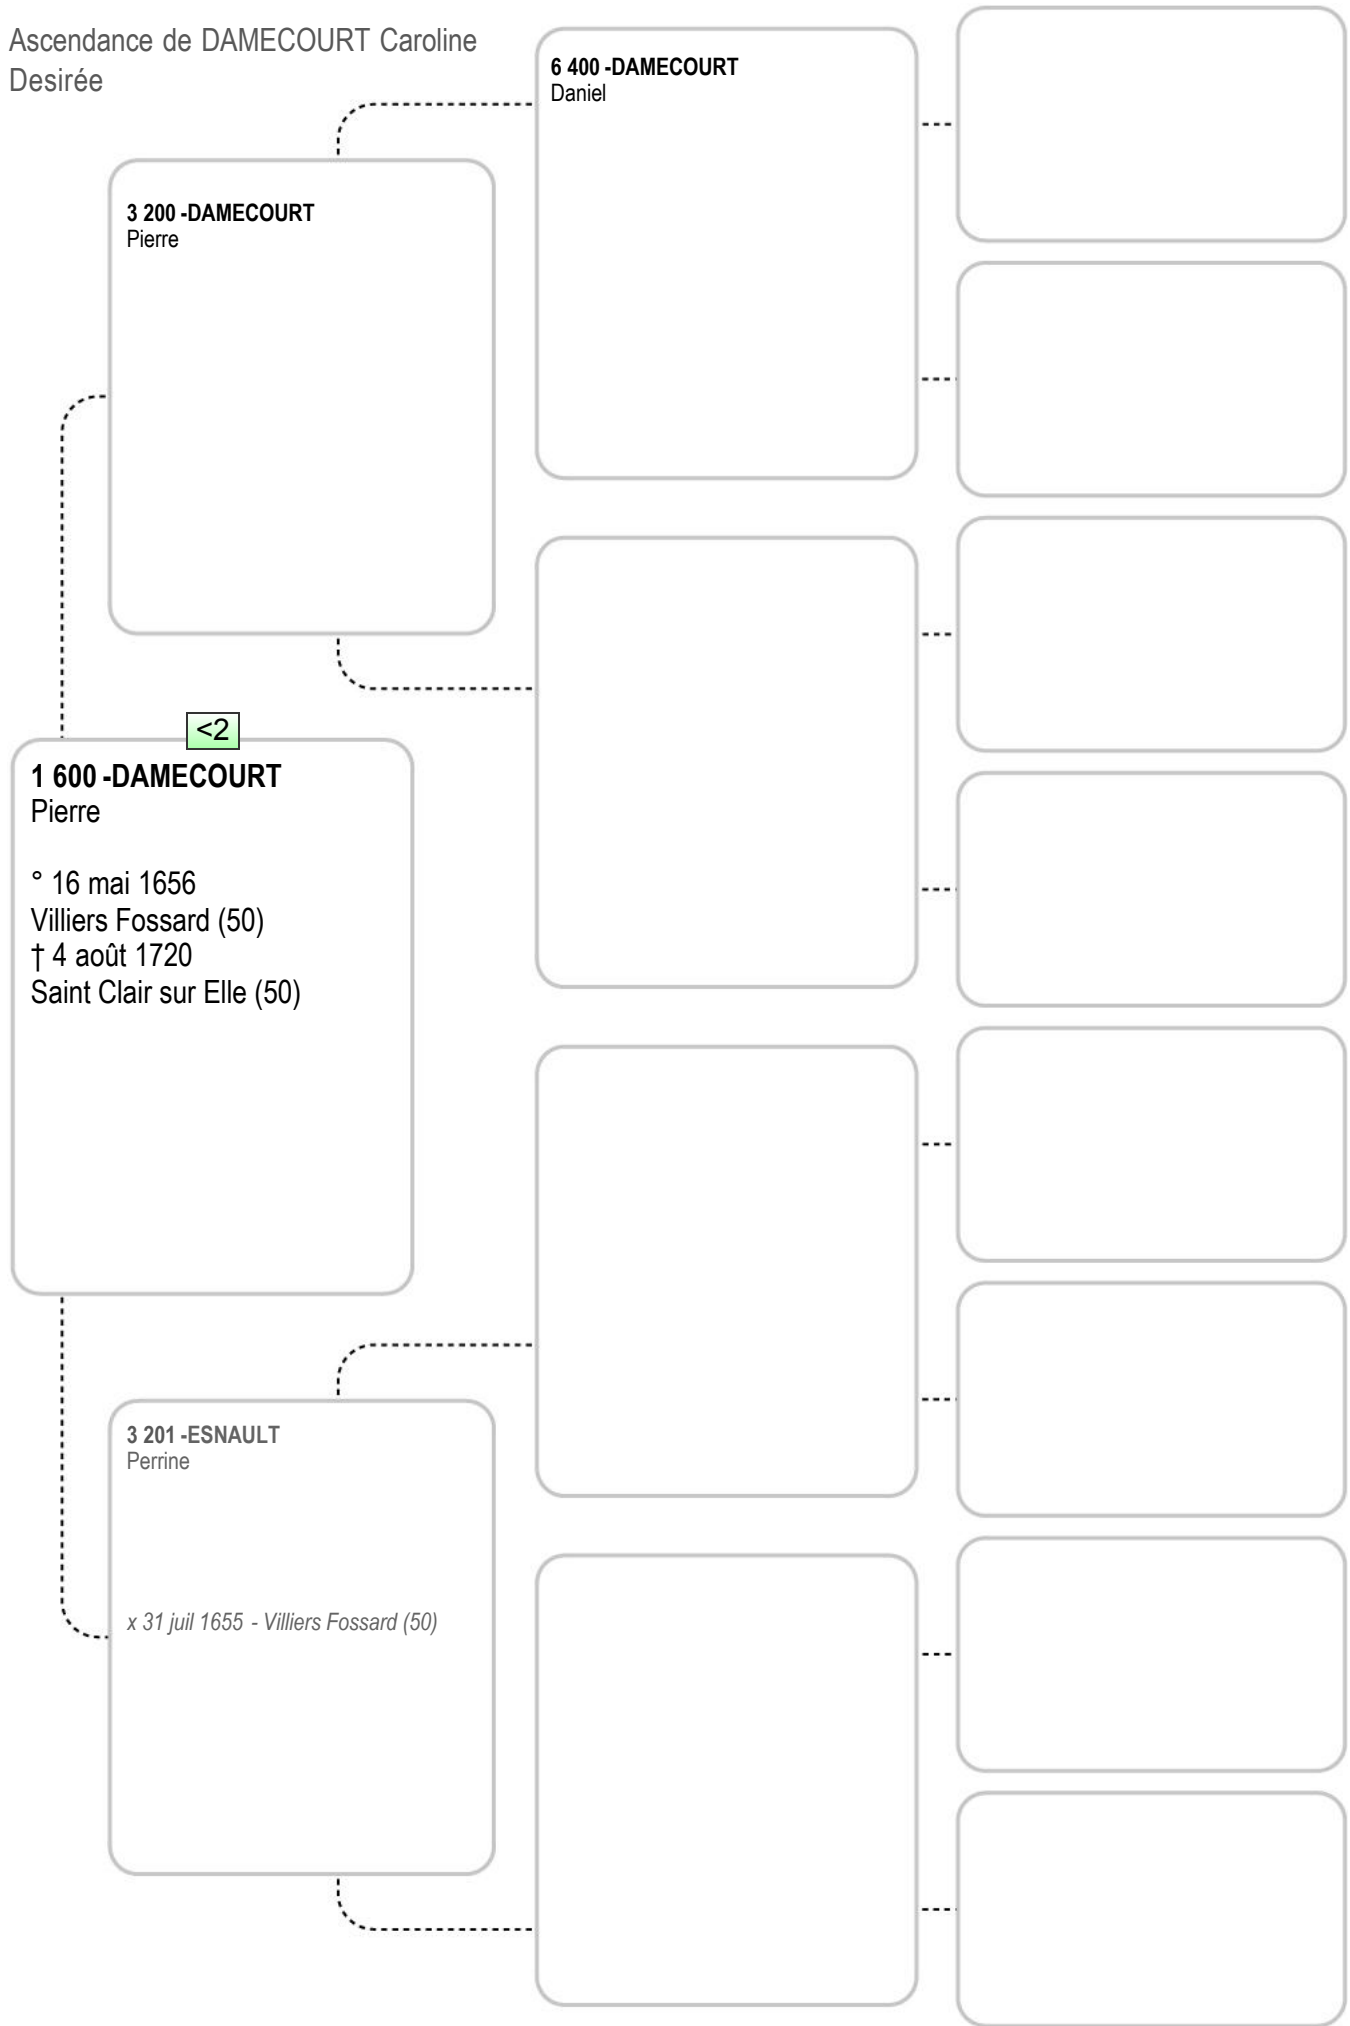 Ascendance de DAMECOURT Caroline
Desirée
6 400 -DAMECOURT
Daniel
3 200 -DAMECOURT
Pierre
<2
1 600 -DAMECOURT
Pierre
° 16 mai 1656
Villiers Fossard (50)
† 4 août 1720
Saint Clair sur Elle (50)
3 201 -ESNAULT
Perrine
x 31 juil 1655 - Villiers Fossard (50)